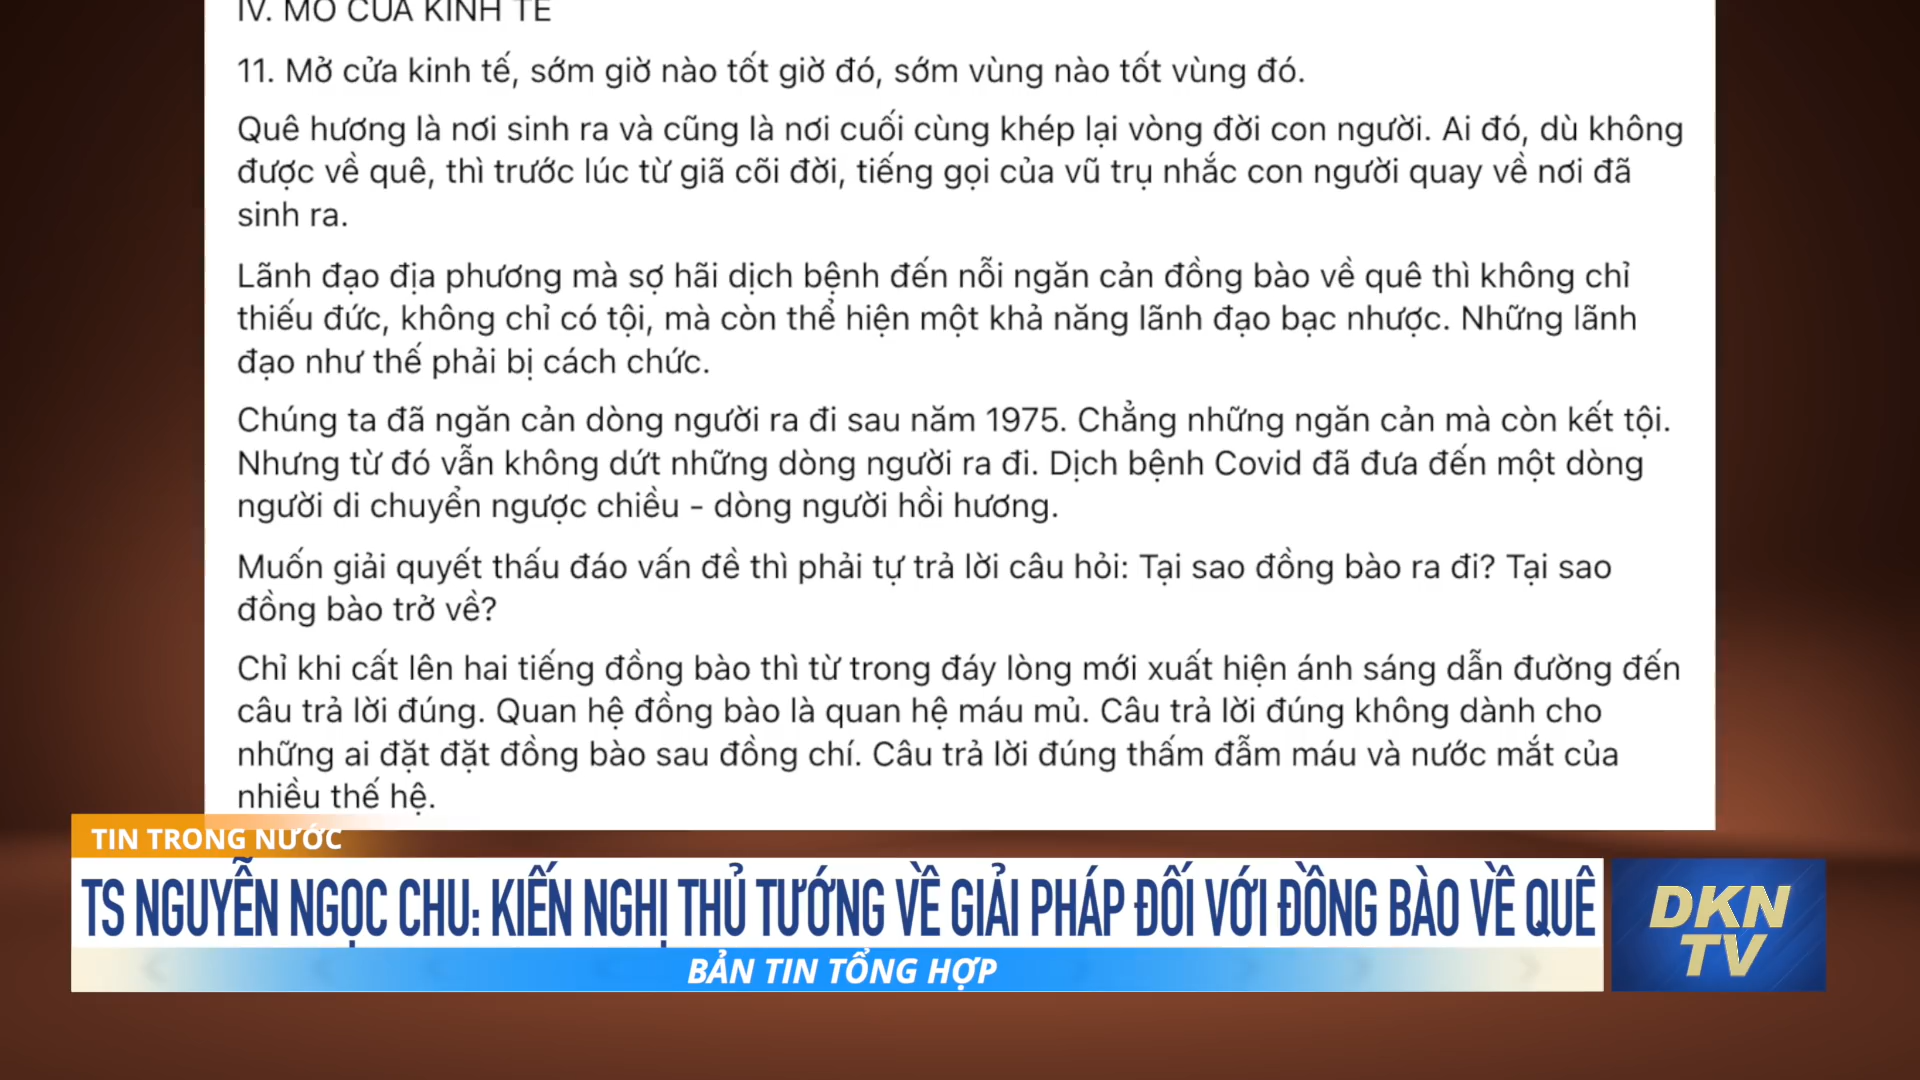 IV. MỞ CỬA KINH TẾ
11. Mở cửa kinh tế, sớm giờ nào tốt giờ đó, sớm vùng nào tốt vùng đó.
Quê hương là nơi sinh ra và cũng là nơi cuối cùng khép lại vòng đời con người. Ai đó, dù không
được về quê, thì trước lúc từ giã cõi đời, tiếng gọi của vũ trụ nhắc con người quay về nơi đã
sinh ra.
Lãnh đạo địa phương mà sợ hãi dịch bệnh đến nỗi ngăn cản đồng bào về quê thì không chỉ
thiếu đức, không chỉ có tội, mà còn thể hiện một khả năng lãnh đạo bạc nhược. Những lãnh
đạo như thế phải bị cách chức.
Chúng ta đã ngăn cản dòng người ra đi sau năm 1975. Chẳng những ngăn cản mà còn kết tội.
Nhưng từ đó vẫn không dứt những dòng người ra đi. Dịch bệnh Covid đã đưa đến một dòng
người di chuyển ngược chiều - dòng người hồi hương.
Muốn giải quyết thấu đáo vấn đề thì phải tự trả lời câu hỏi: Tại sao đồng bào ra đi? Tại sao
đồng bào trở về?
Chỉ khi cất lên hai tiếng đồng bào thì từ trong đáy lòng mới xuất hiện ánh sáng dẫn đường đến
câu trả lời đúng. Quan hệ đồng bào là quan hệ máu mủ. Câu trả lời đúng không dành cho
những ai đặt đặt đồng bào sau đồng chí. Câu trả lời đúng thấm đẫm máu và nước mắt của
nhiều thế hệ.
TIN TRONG NƯỚC
TS NGUYỄN NGỌC CHU: KIẾN NGHỊ THỦ TƯỚNG VỀ GIẢI PHÁP ĐỐI VỚI ĐỒNG BÀO VỀ QUÊ
BẢN TIN TỔNG HỢP
DKN
TV